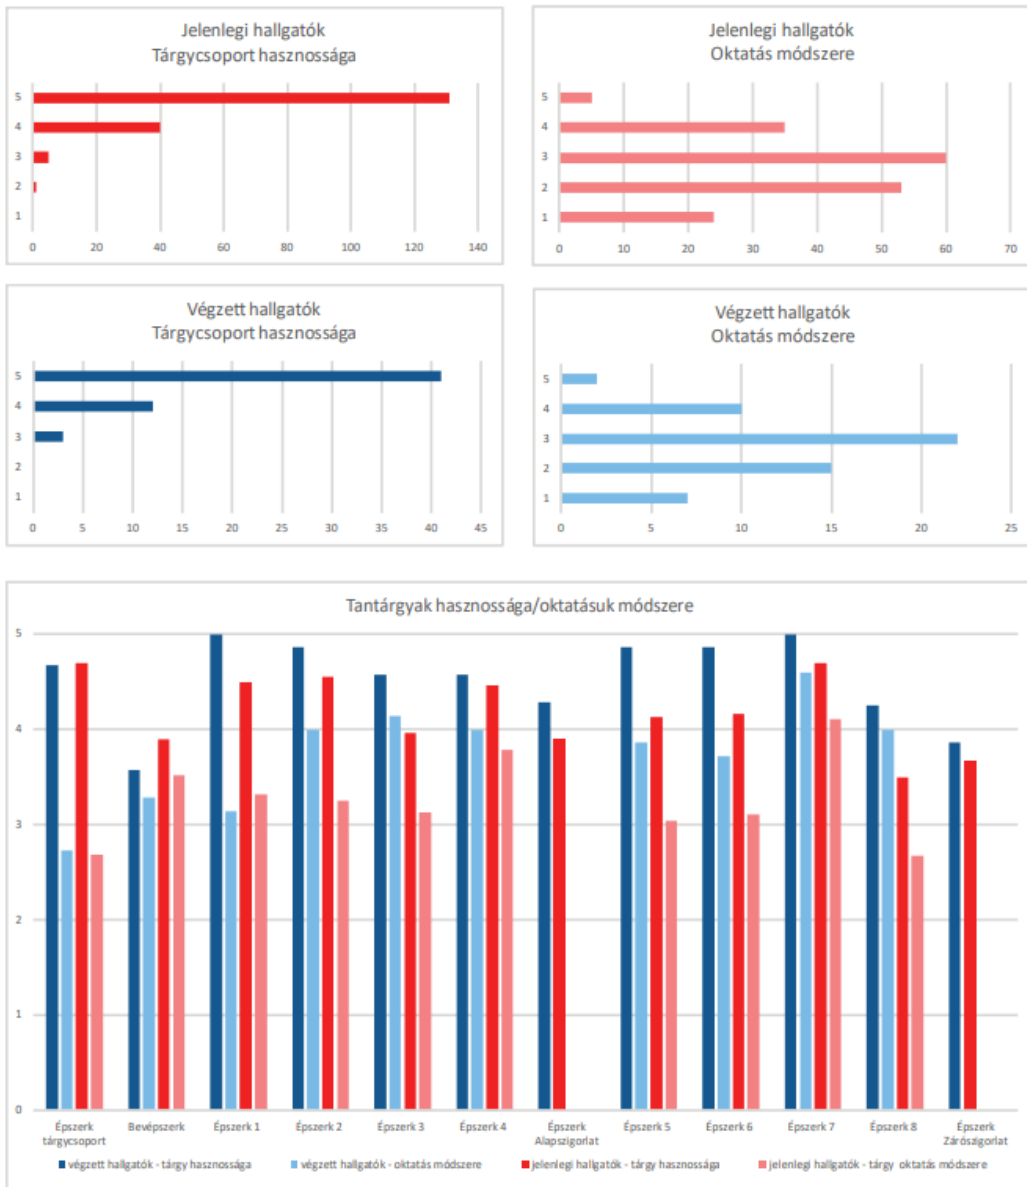 Jelenlegi hallgatók
Tárgycsoport hasznossága
5
4
3
2
1
0 20 40 60 80 100 120 140
Jelenlegi hallgatók
Oktatás módszere
5
4
3
2
1
0 10 20 30 40 50 60 70
Végzett hallgatók
Tárgycsoport hasznossága
5
4
3
2
1
0 5 10 15 20 25 30 35 40 45
Végzett hallgatók
Oktatás módszere
5
4
3
2
1
0 5 10 15 20 25
Tantárgyak hasznossága/oktatásuk módszere
5
4
3
2
1
0
Épszerk tárgycsoport
Bevépszerk
Épszerk 1
Épszerk 2
Épszerk 3
Épszerk 4
Épszerk Alapszigorlat
Épszerk 5
Épszerk 6
Épszerk 7
Épszerk 8
Épszerk Zárószigorlat
végzett hallgatók - tárgy hasznossága
végzett hallgatók - oktatás módszere
jelenlegi hallgatók - tárgy hasznossága
jelenlegi hallgatók - tárgy oktatás módszere